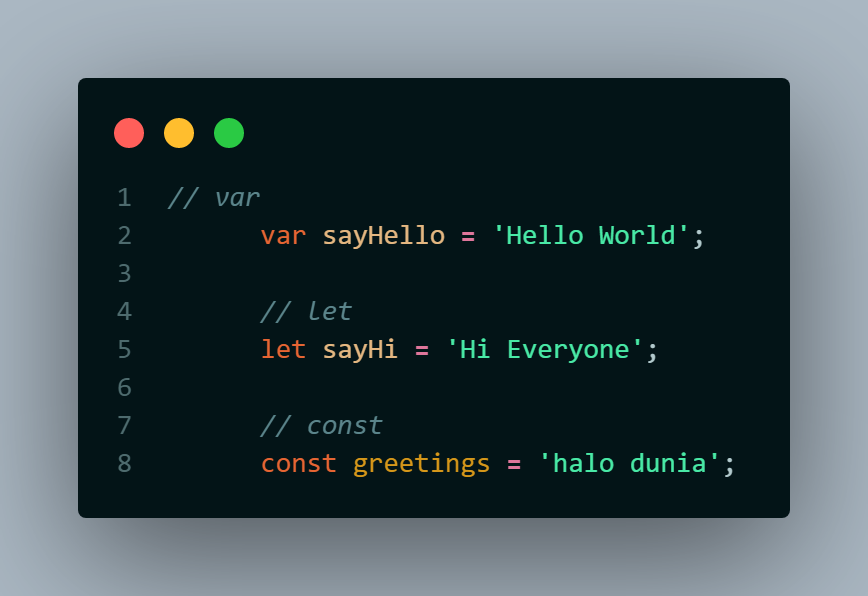 1 // var
2 var sayHello = 'Hello World';
3
4 // let
5 let sayHi = 'Hi Everyone';
6
7 // const
8 const greetings = 'halo dunia';